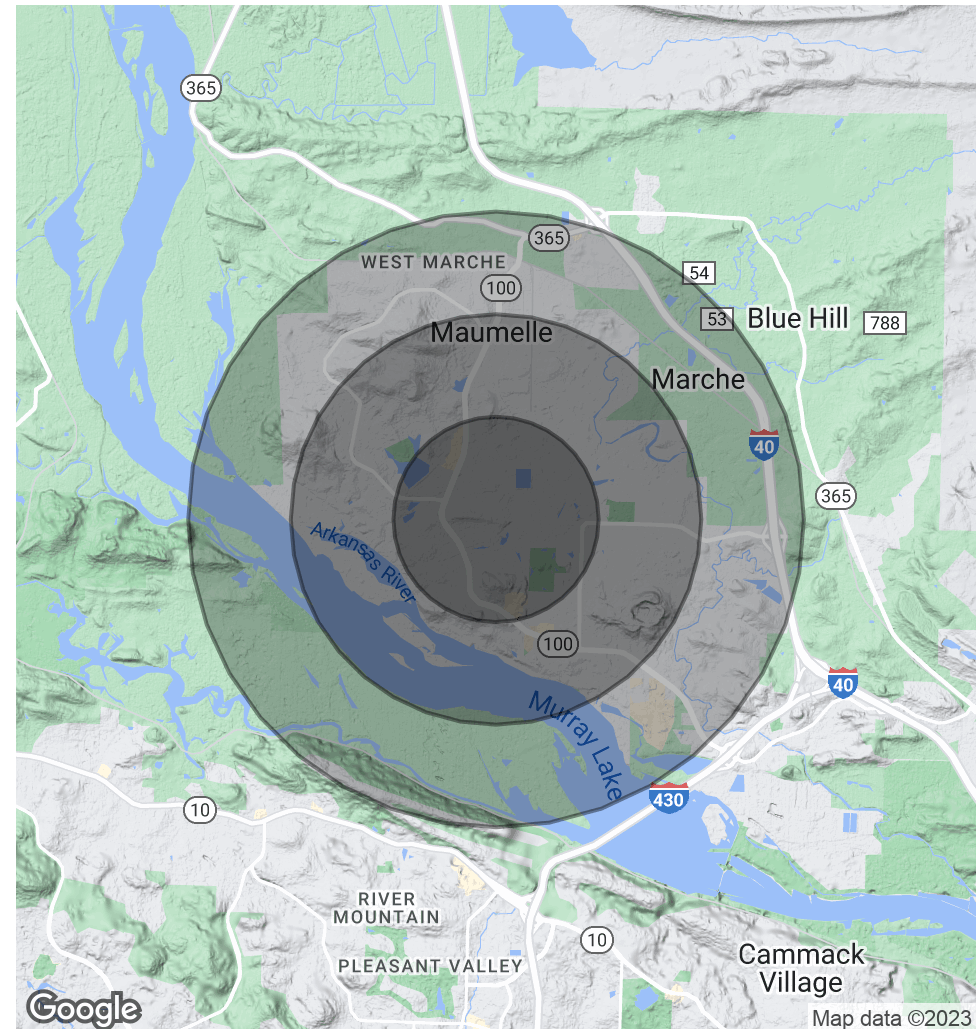 365
365
WEST MARCHE
54
100
53
Blue Hill
788
Maumelle
Marche
40
365
Arkansas River
100
40
Murray Lake
430
10
RIVER
MOUNTAIN
10
PLEASANT VALLEY
Cammack
Village
Google
Map data ©2023